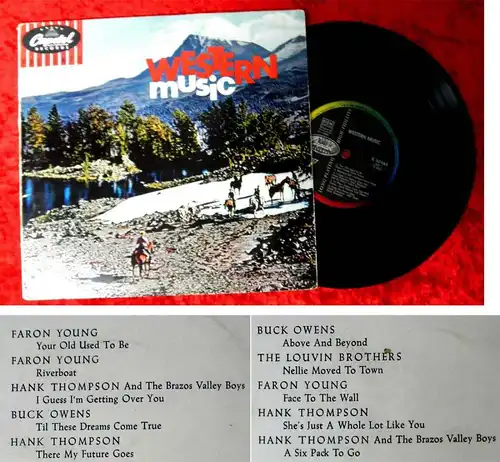 Capitol
RECORDS
WESTERN
music
WESTERN MUSIC
FARON YOUNG
Your Old Used To Be
FARON YOUNG
Riverboat
HANK THOMPSON And The Brazos Valley Boys
I Guess I'm Getting Over You
BUCK OWENS
Til These Dreams Come True
HANK THOMPSON
There My Future Goes
BUCK OWENS
Above And Beyond
THE LOUVIN BROTHERS
Nellie Moved To Town
FARON YOUNG
Face To The Wall
HANK THOMPSON
She's Just A Whole Lot Like You
HANK THOMPSON And The Brazos Valley Boys
A Six Pack To Go